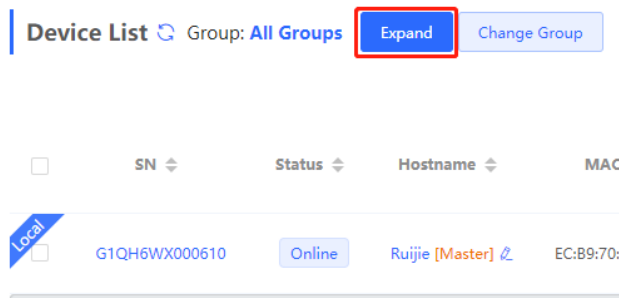 Device List Group: All Groups Expand Change Group
SN Status Hostname MAC
Local
G1QH6WX000610 Online Ruijie [Master] EC:B9:70: